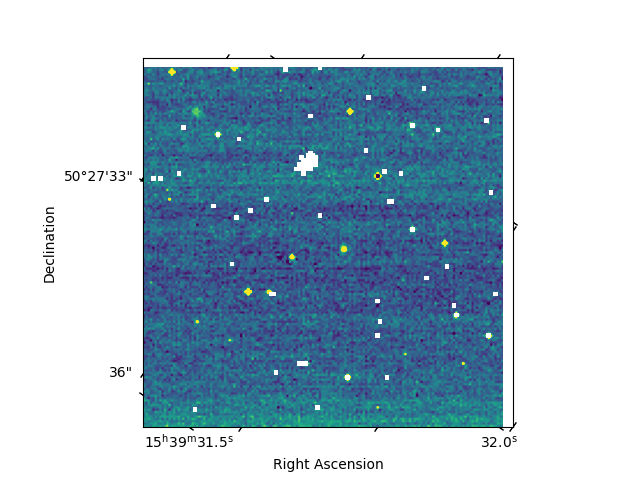 50°27'33"
Declination
36"
15ʰ39ᵐ31.5ˢ
32.0ˢ
Right Ascension